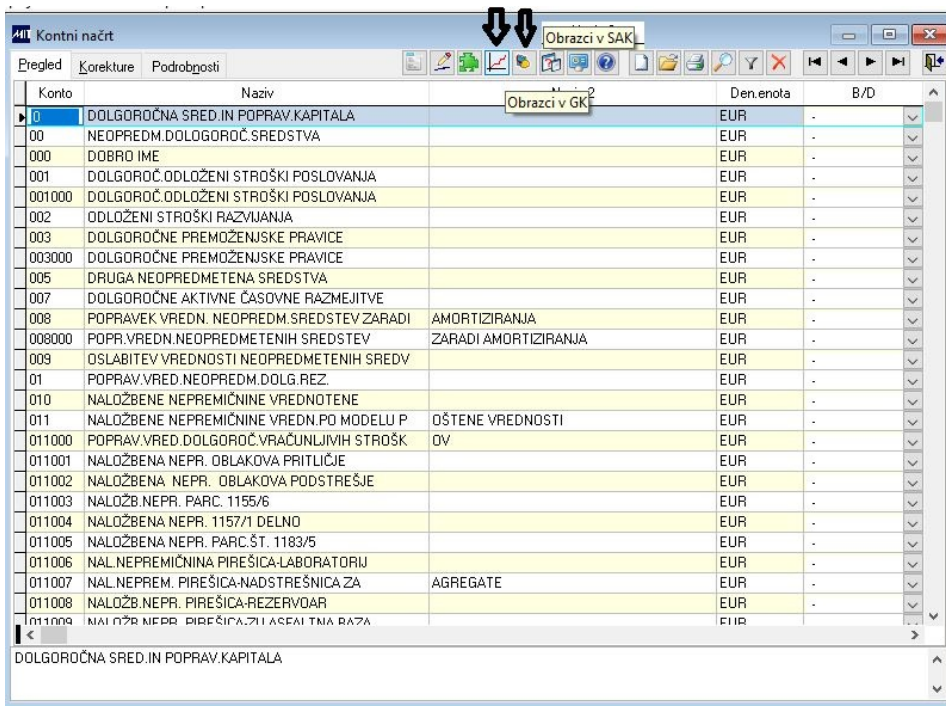 MIT Kontni načrt
Obrazci v SAK
Pregled Korekture Podrobnosti
Konto Naziv Den.enota B/D
Obrazci v GK
0 DOLGOROČNA SRED.IN POPRAV.KAPITALA EUR -
00 NEOPREDM.DOLOGOROČ.SREDSTVA EUR -
000 DOBRO IME EUR -
001 DOLGOROČ.ODLOŽENI STROŠKI POSLOVANJA EUR -
001000 DOLGOROČ.ODLOŽENI STROŠKI POSLOVANJA EUR -
002 ODLOŽENI STROŠKI RAZVIJANJA EUR -
003 DOLGOROČNE PREMOŽENJSKE PRAVICE EUR -
003000 DOLGOROČNE PREMOŽENJSKE PRAVICE EUR -
005 DRUGA NEOPREDMETENA SREDSTVA EUR -
007 DOLGOROČNE AKTIVNE ČASOVNE RAZMEJITVE EUR -
008 POPRAVEK VREDN. NEOPREDM.SREDSTEV ZARADI AMORTIZIRANJA EUR -
008000 POPR.VREDN.NEOPREDMETENIH SREDSTEV ZARADI AMORTIZIRANJA EUR -
009 OSLABITEV VREDNOSTI NEOPREDMETENIH SREDV EUR -
01 POPRAV.VRED.NEOPREDM.DOLG.REZ. EUR -
010 NALOŽBENE NEPREMIČNINE VREDNOTENE EUR -
011 NALOŽBENE NEPREMIČNINE VREDN.PO MODELU P OŠTENE VREDNOSTI EUR -
011000 POPRAV.VRED.DOLGOROČ.VRAČUNLJIVIH STROŠK OV EUR -
011001 NALOŽBENA NEPR. OBLAKOVA PRITLIČJE EUR -
011002 NALOŽBENA NEPR. OBLAKOVA PODSTREŠJE EUR -
011003 NALOŽB.NEPR. PARC. 1155/6 EUR -
011004 NALOŽBENA NEPR. 1157/1 DELNO EUR -
011005 NALOŽBENA NEPR. PARC.ŠT. 1183/5 EUR -
011006 NAL.NEPREMIČNINA PIREŠICA-LABORATORIJ EUR -
011007 NAL.NEPREM. PIREŠICA-NADSTREŠNICA ZA AGREGATE EUR -
011008 NALOŽB.NEPR. PIREŠICA-REZERVOAR EUR -
011009 NALOŽB.NEPR. PIREŠICA-ZU ASFALTNA BAZA EUR
DOLGOROČNA SRED.IN POPRAV.KAPITALA